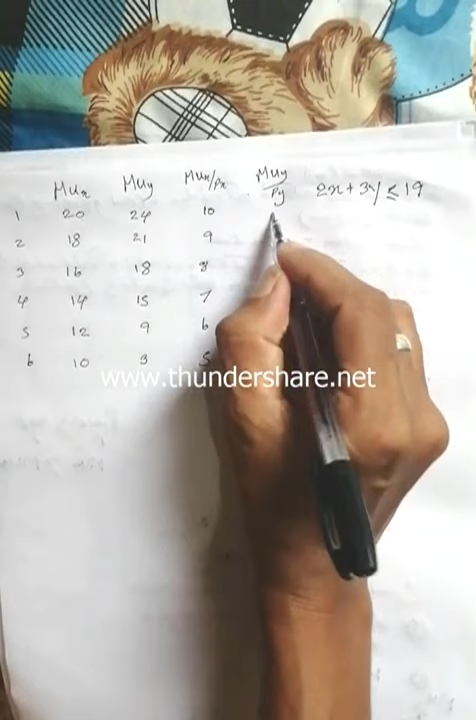 MUx MUy MUx/Px MUy/Py 2x+3y ≤ 19
1 20 24 10
2 18 21 9
3 16 18 8
4 14 15 7
5 12 9 6
6 10 3 5
www.thundershare.net